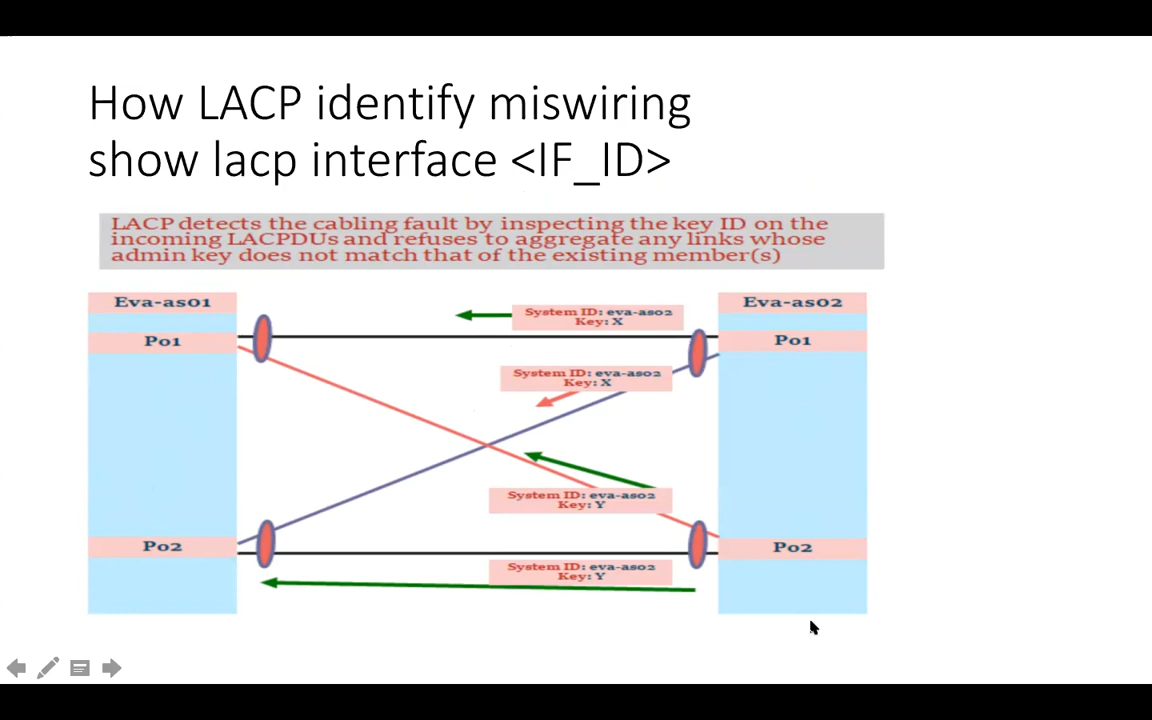 How LACP identify miswiring
show lacp interface <IF_ID>
LACP detects the cabling fault by inspecting the key ID on the
incoming LACPDUs and refuses to aggregate any links whose
admin key does not match that of the existing member(s)
Eva-as01
Eva-as02
System ID: eva-as02
Key: X
Po1
Po1
System ID: eva-as02
Key: X
System ID: eva-as02
Key: Y
Po2
Po2
System ID: eva-as02
Key: Y